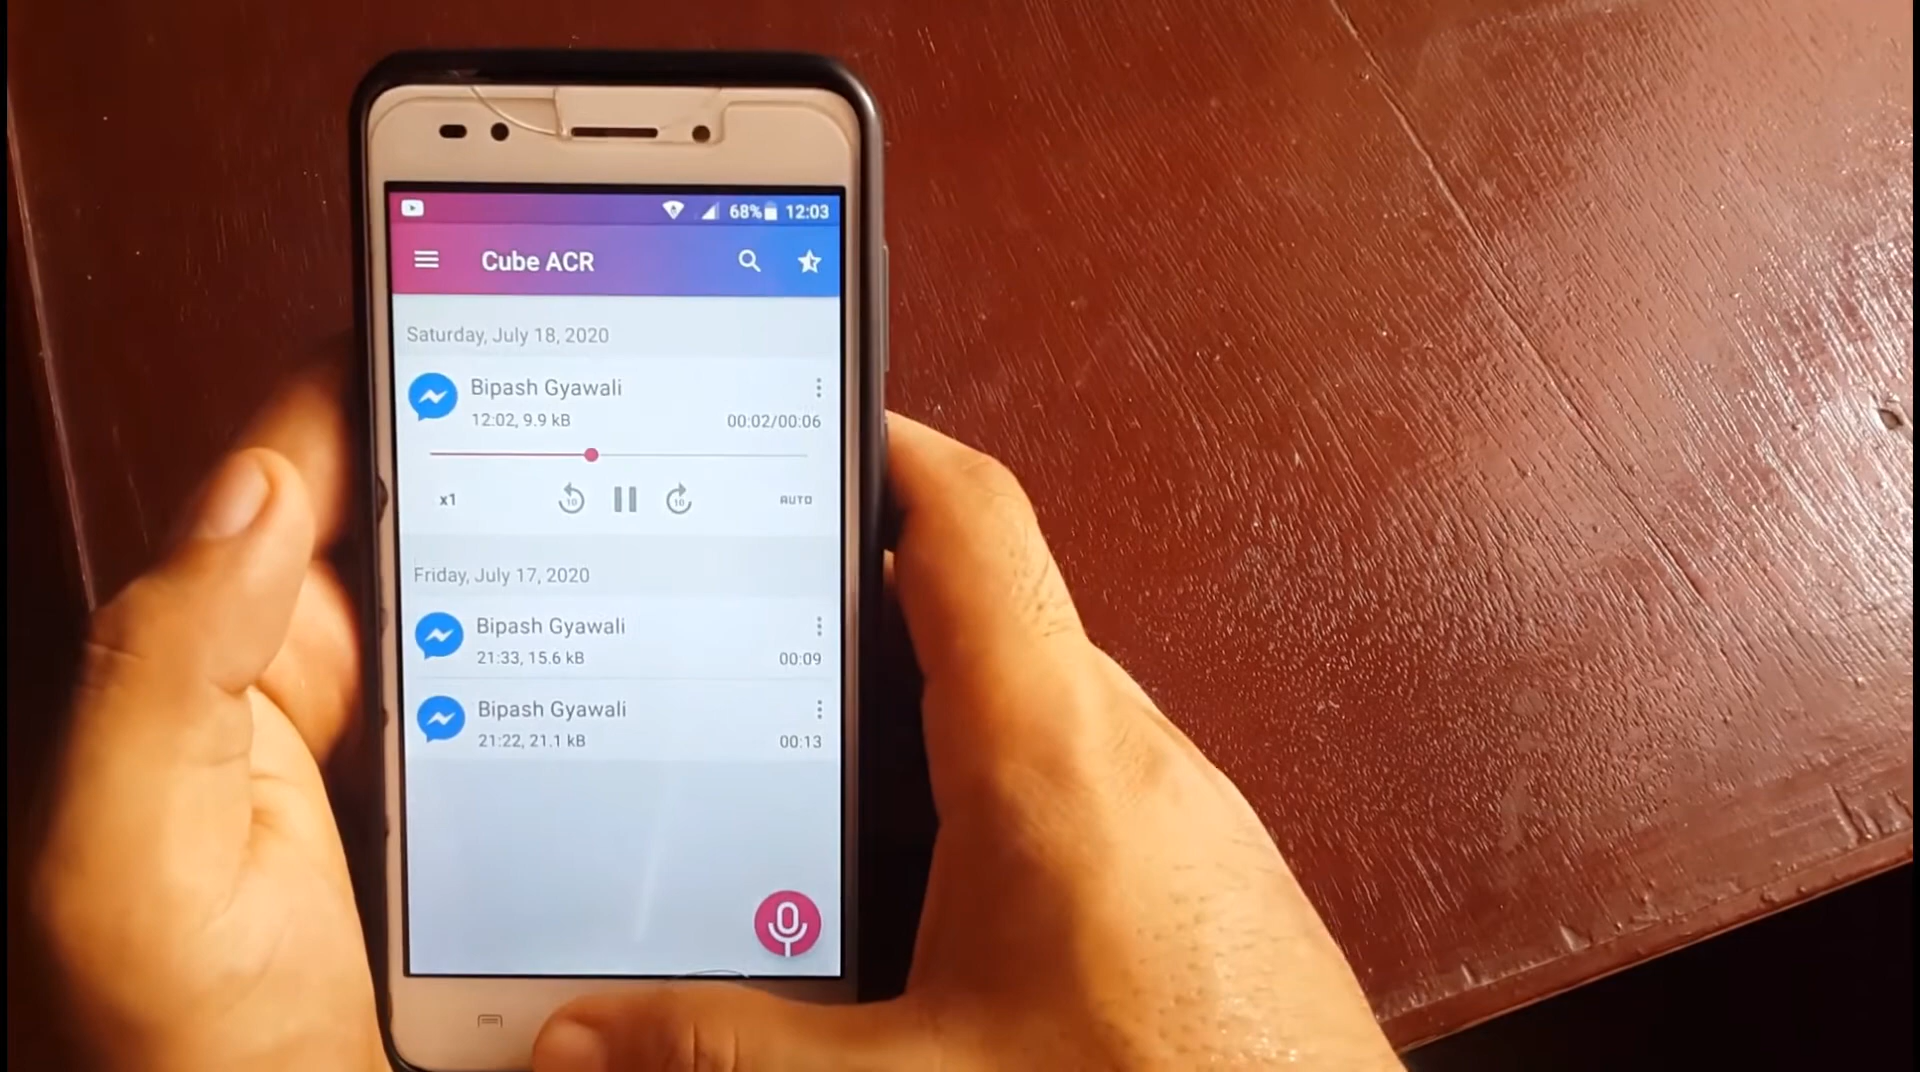 68% 12:03
Cube ACR
Saturday, July 18, 2020
Bipash Gyawali
12:02, 9.9 kB 00:02/00:06
x1 10 10 AUTO
Friday, July 17, 2020
Bipash Gyawali
21:33, 15.6 kB 00:09
Bipash Gyawali
21:22, 21.1 kB 00:13